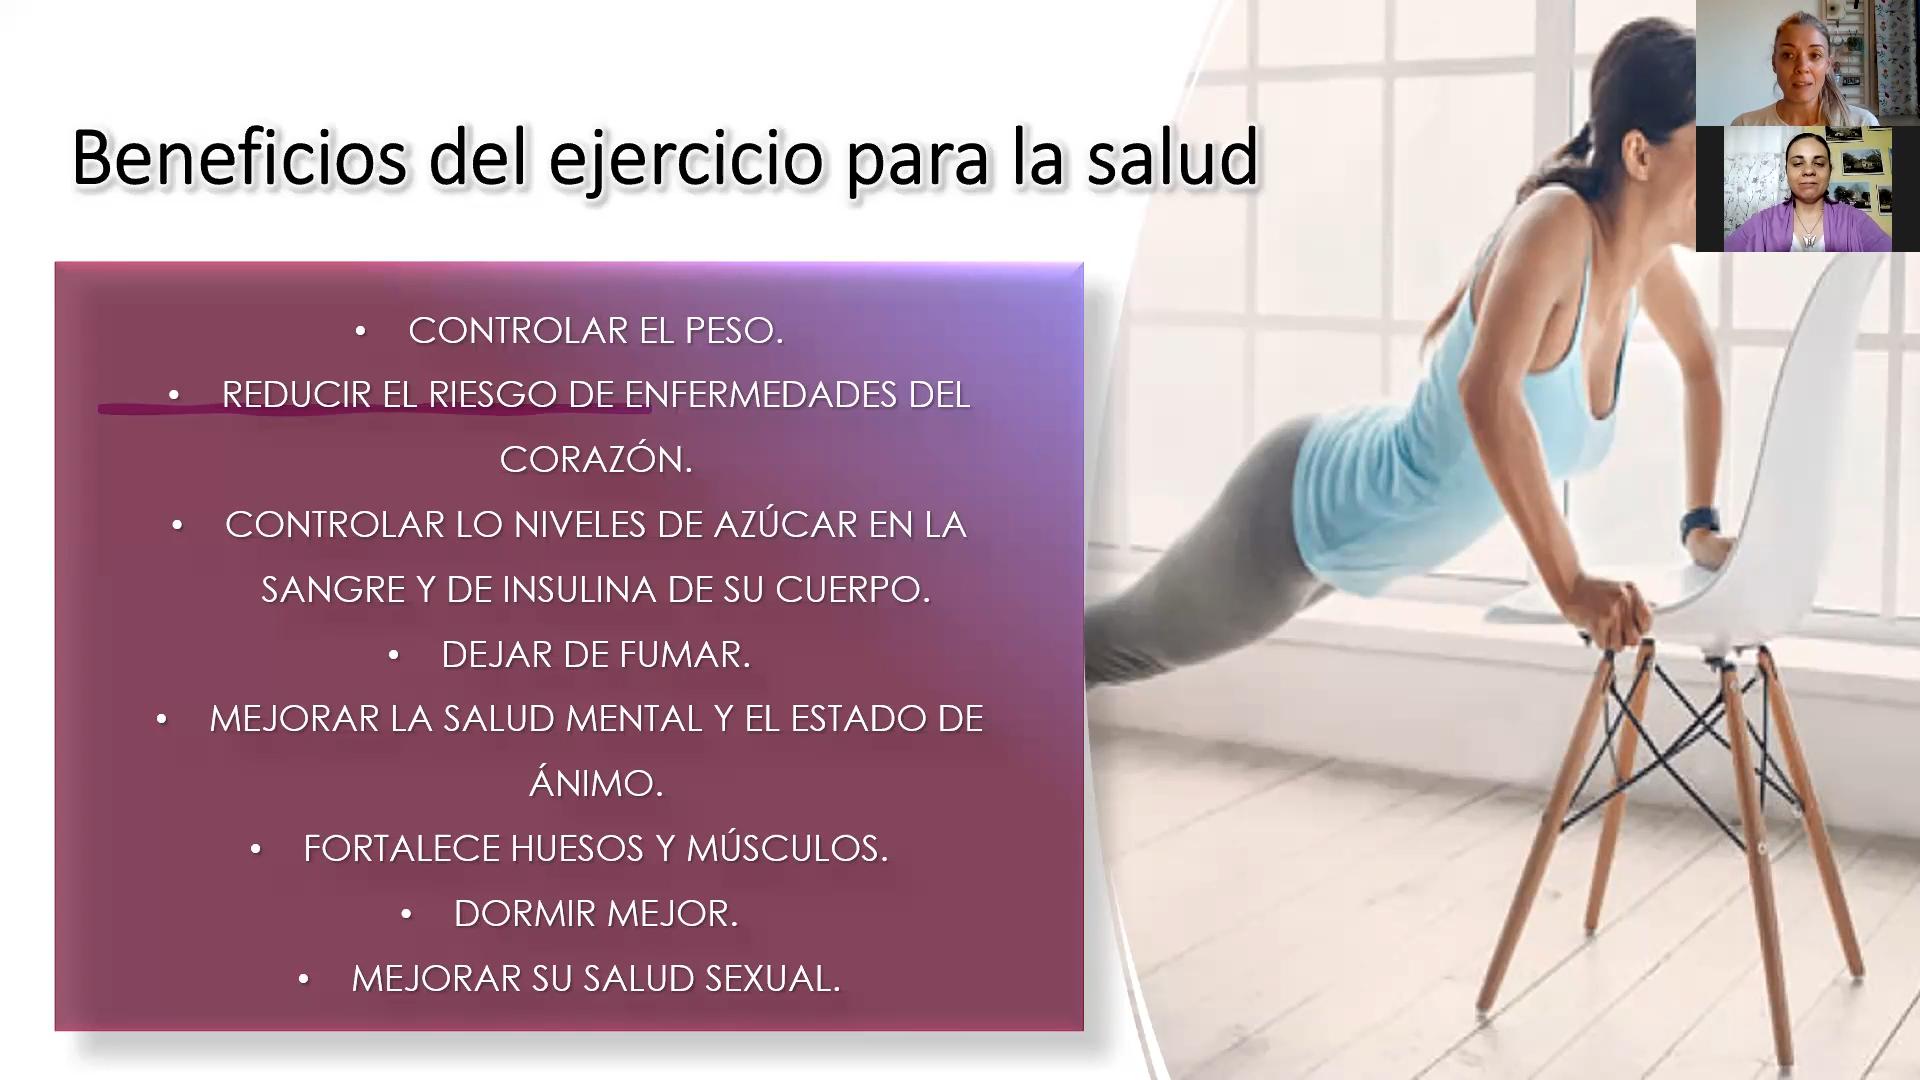 Beneficios del ejercicio para la salud
• CONTROLAR EL PESO.
• REDUCIR EL RIESGO DE ENFERMEDADES DEL
CORAZÓN.
• CONTROLAR LO NIVELES DE AZÚCAR EN LA
SANGRE Y DE INSULINA DE SU CUERPO.
• DEJAR DE FUMAR.
• MEJORAR LA SALUD MENTAL Y EL ESTADO DE
ÁNIMO.
• FORTALECE HUESOS Y MÚSCULOS.
• DORMIR MEJOR.
• MEJORAR SU SALUD SEXUAL.